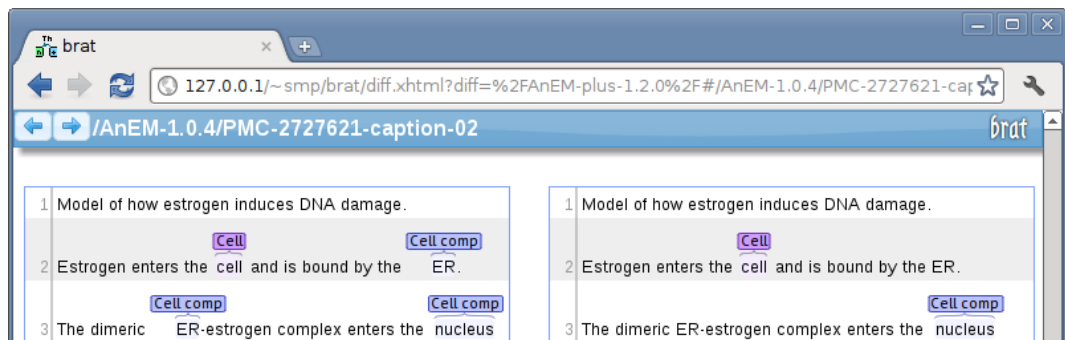 brat
127.0.0.1/~smp/brat/diff.xhtml?diff=%2FAnEM-plus-1.2.0%2F#/AnEM-1.0.4/PMC-2727621-cap
/AnEM-1.0.4/PMC-2727621-caption-02
brat
1 Model of how estrogen induces DNA damage.
Cell Cell comp
2 Estrogen enters the cell and is bound by the ER.
Cell comp Cell comp
3 The dimeric ER-estrogen complex enters the nucleus
1 Model of how estrogen induces DNA damage.
Cell
2 Estrogen enters the cell and is bound by the ER.
Cell comp
3 The dimeric ER-estrogen complex enters the nucleus